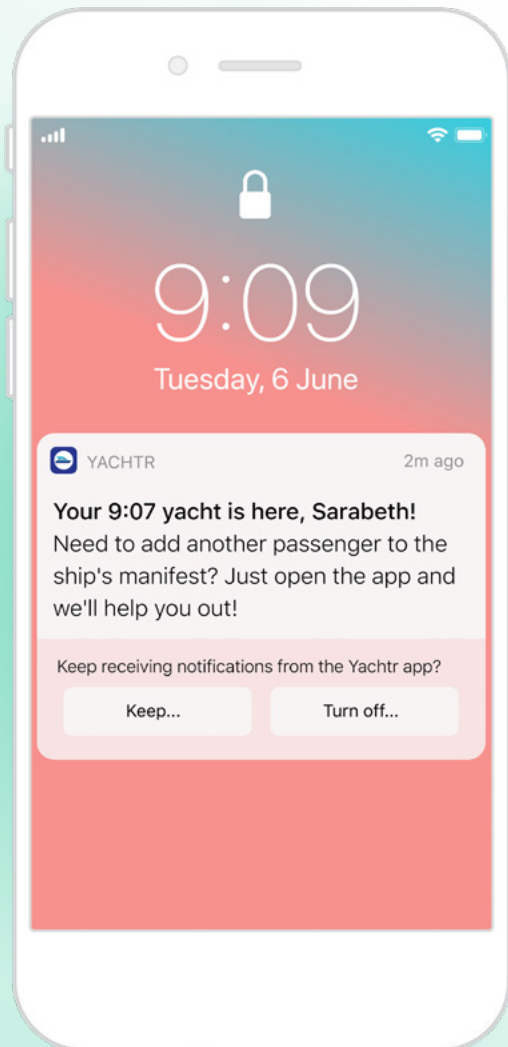 9:09
Tuesday, 6 June
YACHTR 2m ago
Your 9:07 yacht is here, Sarabeth!
Need to add another passenger to the
ship's manifest? Just open the app and
we'll help you out!
Keep receiving notifications from the Yachtr app?
Keep... Turn off...